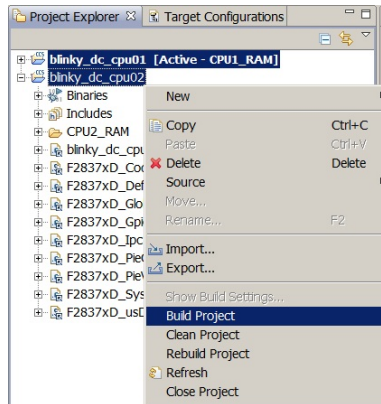 Project Explorer Target Configurations
blinky_dc_cpu01 [Active - CPU1_RAM]
blinky_dc_cpu02
Binaries
Includes
CPU2_RAM
blinky_dc_cpu
F2837xD_Coc
F2837xD_Def
F2837xD_Glo
F2837xD_Gpi
F2837xD_Ipc
F2837xD_Pie
F2837xD_Pie
F2837xD_Sys
F2837xD_usD
New
Copy Ctrl+C
Paste Ctrl+V
Delete Delete
Source
Move...
Rename... F2
Import...
Export...
Show Build Settings...
Build Project
Clean Project
Rebuild Project
Refresh
Close Project